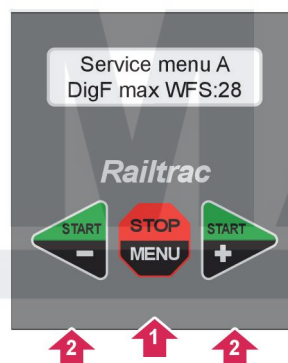 Service menu A
DigF max WFS:28
Railtrac
START STOP START
- MENU +
2 1 2